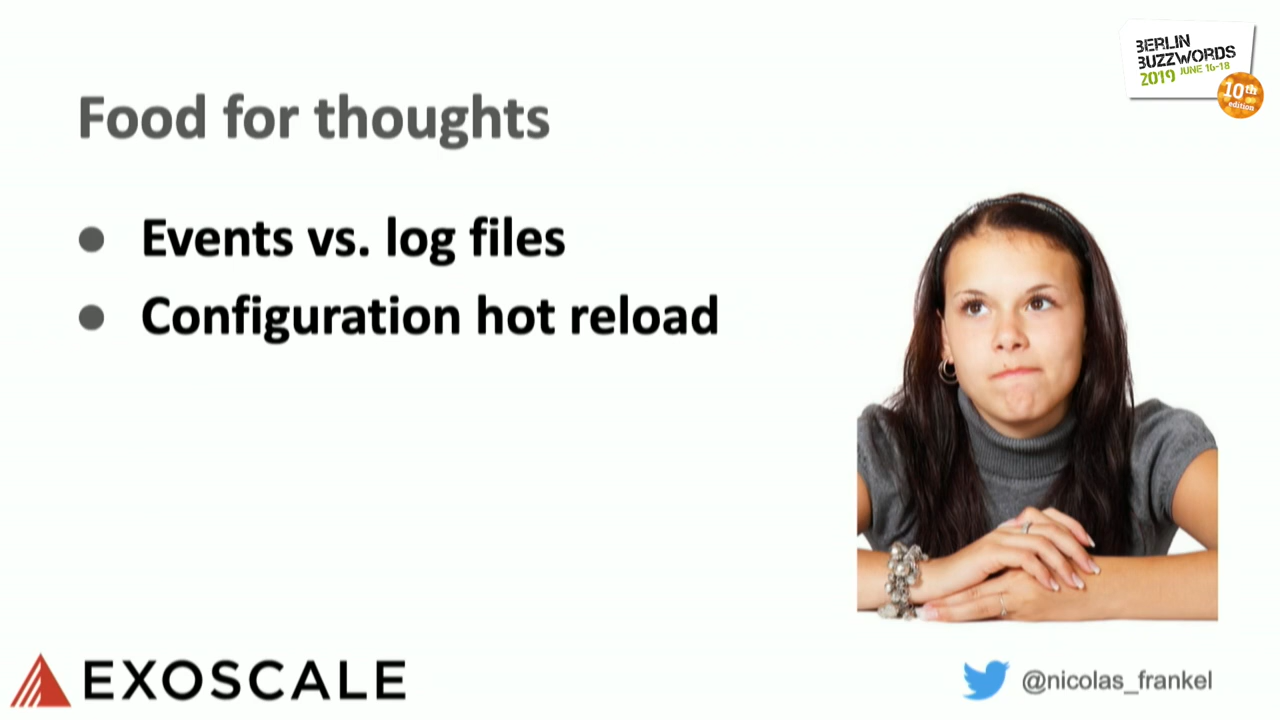 BERLIN
BUZZWORDS
2019 JUNE 16-18
10th
edition
Food for thoughts
Events vs. log files
Configuration hot reload
EXOSCALE
@nicolas_frankel